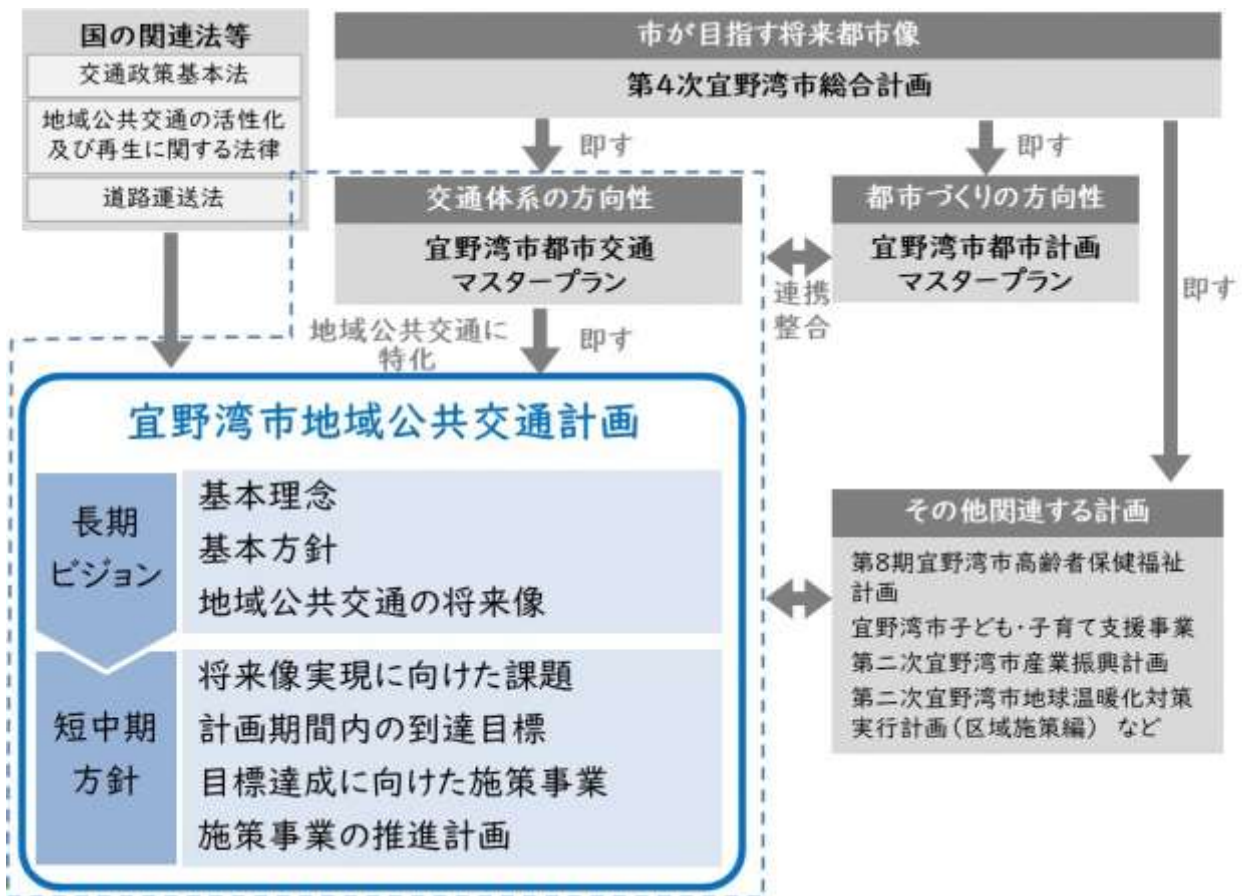 国の関連法等
交通政策基本法
地域公共交通の活性化
及び再生に関する法律
道路運送法
市が目指す将来都市像
第4次宜野湾市総合計画
即す
即す
交通体系の方向性
宜野湾市都市交通
マスタープラン
都市づくりの方向性
宜野湾市都市計画
マスタープラン
連携
整合
即す
地域公共交通に
特化
即す
宜野湾市地域公共交通計画
長期
ビジョン
基本理念
基本方針
地域公共交通の将来像
短中期
方針
将来像実現に向けた課題
計画期間内の到達目標
目標達成に向けた施策事業
施策事業の推進計画
その他関連する計画
第8期宜野湾市高齢者保健福祉
計画
宜野湾市子ども・子育て支援事業
第二次宜野湾市産業振興計画
第二次宜野湾市地球温暖化対策
実行計画(区域施策編) など